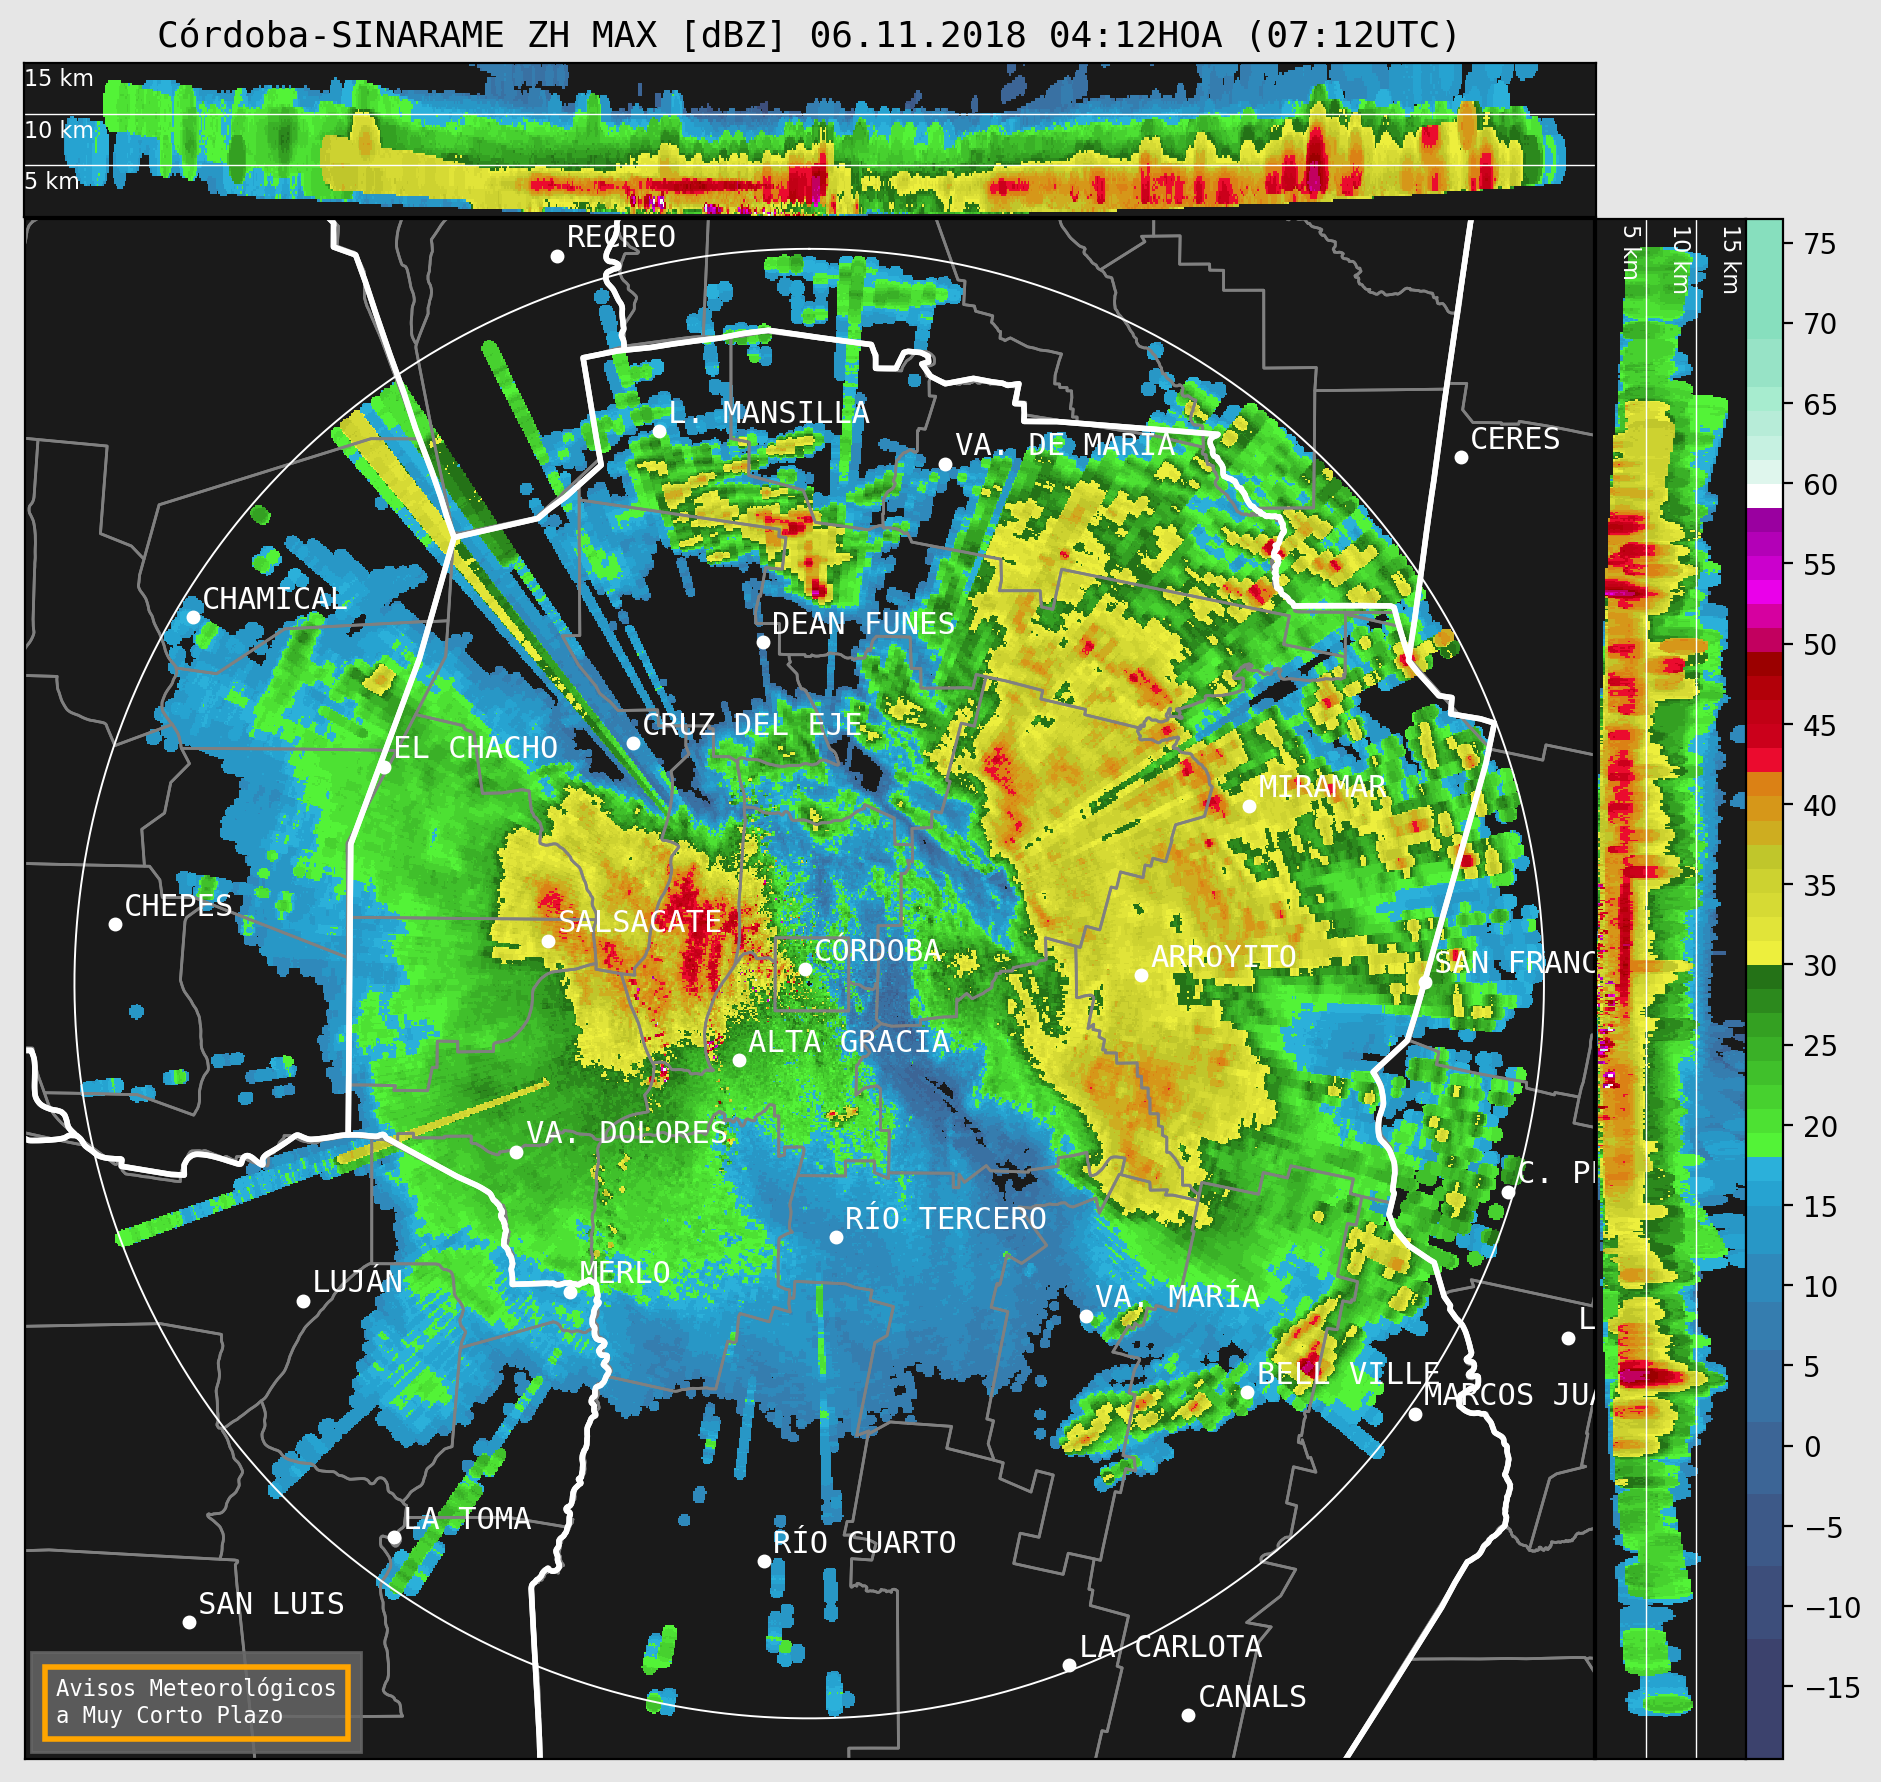 Córdoba-SINARAME ZH MAX [dBZ] 06.11.2018 04:12HOA (07:12UTC)
15 km
10 km
5 km
5 km
10 km
15 km
75
70
65
60
55
50
45
40
35
30
25
20
15
10
5
0
−5
−10
−15
RECREO
L. MANSILLA
VA. DE MARÍA
CERES
CHAMICAL
DEAN FUNES
CRUZ DEL EJE
EL CHACHO
MIRAMAR
CHEPES
SALSACATE
CÓRDOBA
ARROYITO
SAN FRANC
ALTA GRACIA
VA. DOLORES
C. PE
RÍO TERCERO
LUJÁN
MERLO
VA. MARÍA
L
BELL VILLE
MARCOS JUÁ
LA TOMA
RÍO CUARTO
SAN LUIS
LA CARLOTA
CANALS
Avisos Meteorológicos
a Muy Corto Plazo